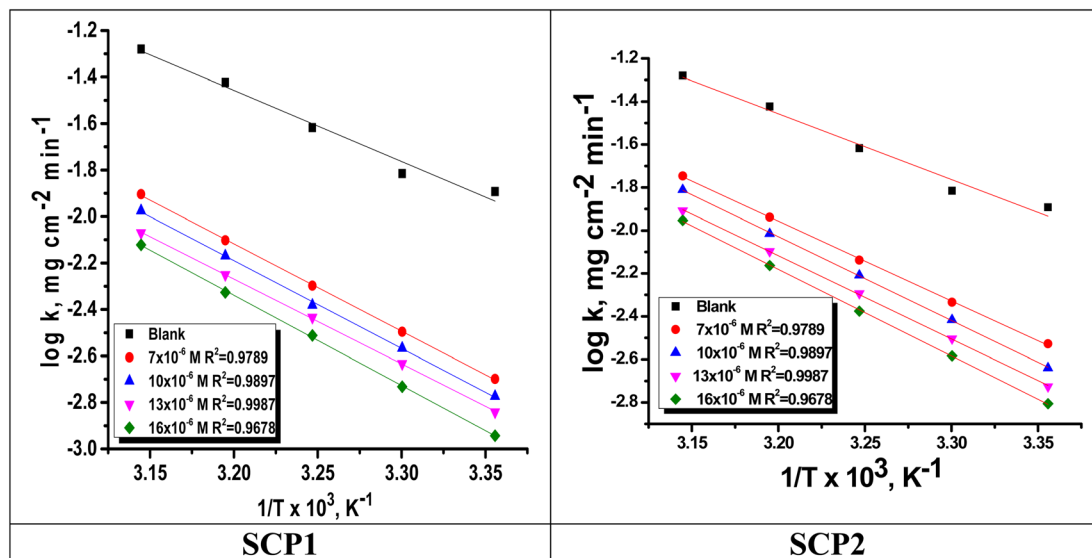 -1.2
-1.4
-1.6
-1.8
-2.0
-2.2
-2.4
-2.6
-2.8
-3.0
log k, mg cm⁻² min⁻¹
Blank
7x10⁻⁶ M R²=0.9789
10x10⁻⁶ M R²=0.9897
13x10⁻⁶ M R²=0.9987
16x10⁻⁶ M R²=0.9678
3.15 3.20 3.25 3.30 3.35
1/T x 10³, K⁻¹
SCP1
-1.2
-1.4
-1.6
-1.8
-2.0
-2.2
-2.4
-2.6
-2.8
log k, mg cm⁻² min⁻¹
Blank
7x10⁻⁶ M R²=0.9789
10x10⁻⁶ M R²=0.9897
13x10⁻⁶ M R²=0.9987
16x10⁻⁶ M R²=0.9678
3.15 3.20 3.25 3.30 3.35
1/T x 10³, K⁻¹
SCP2